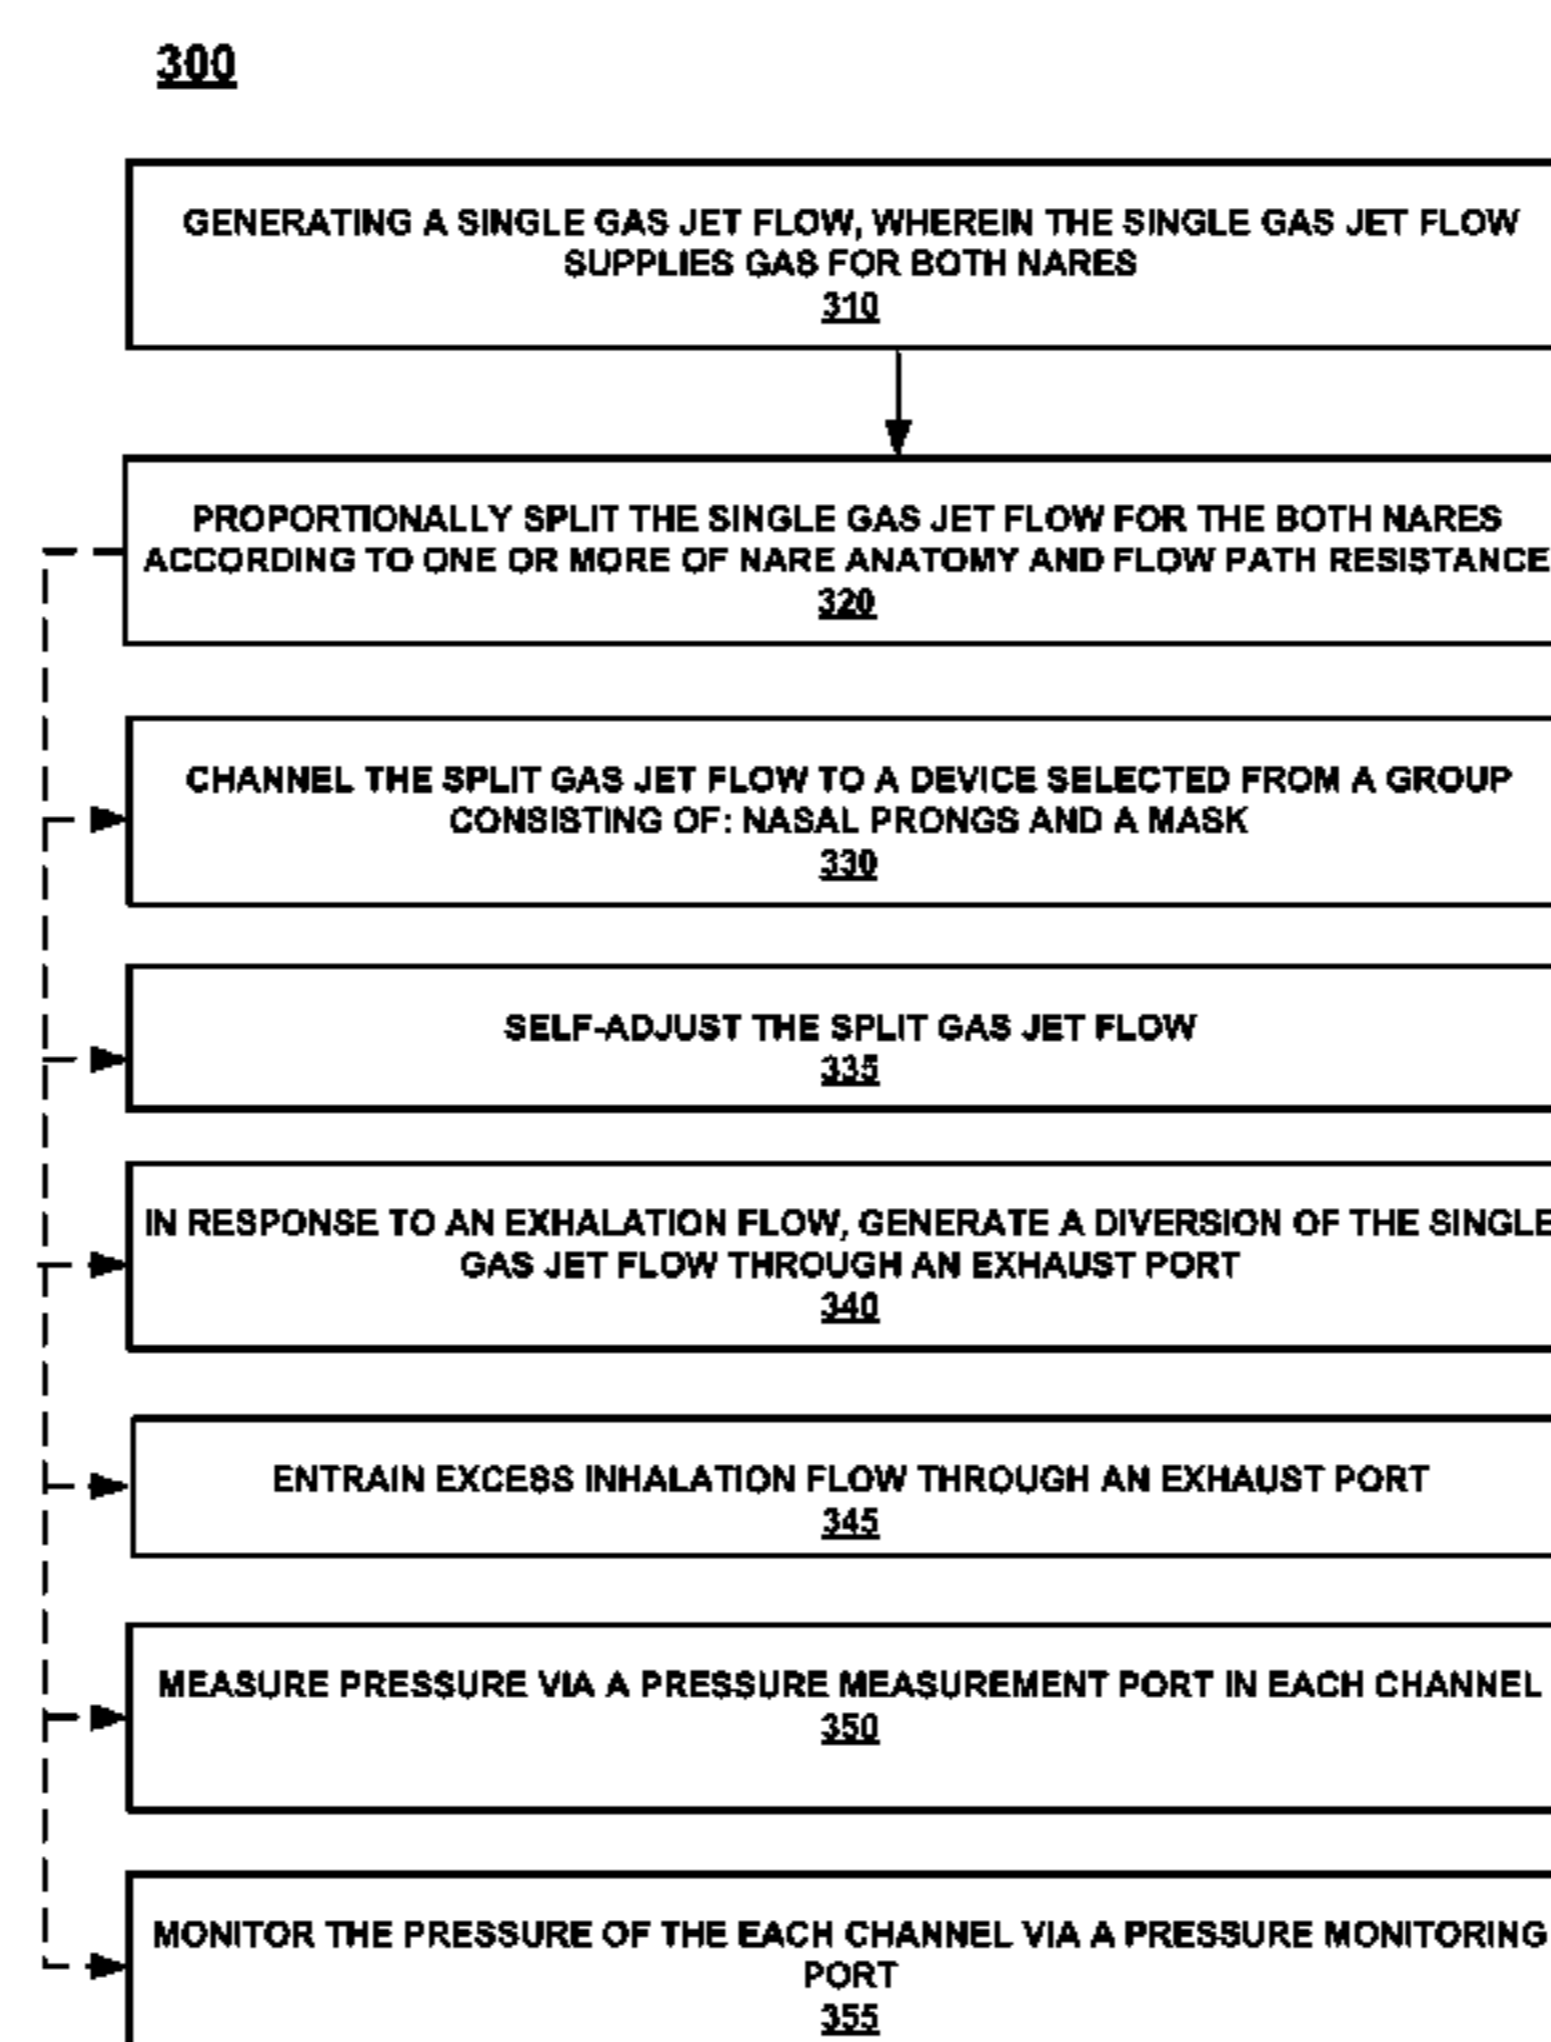 300
GENERATING A SINGLE GAS JET FLOW, WHEREIN THE SINGLE GAS JET FLOW
SUPPLIES GAS FOR BOTH NARES
310
PROPORTIONALLY SPLIT THE SINGLE GAS JET FLOW FOR THE BOTH NARES
ACCORDING TO ONE OR MORE OF NARE ANATOMY AND FLOW PATH RESISTANCE
320
CHANNEL THE SPLIT GAS JET FLOW TO A DEVICE SELECTED FROM A GROUP
CONSISTING OF: NASAL PRONGS AND A MASK
330
SELF-ADJUST THE SPLIT GAS JET FLOW
335
IN RESPONSE TO AN EXHALATION FLOW, GENERATE A DIVERSION OF THE SINGLE
GAS JET FLOW THROUGH AN EXHAUST PORT
340
ENTRAIN EXCESS INHALATION FLOW THROUGH AN EXHAUST PORT
345
MEASURE PRESSURE VIA A PRESSURE MEASUREMENT PORT IN EACH CHANNEL
350
MONITOR THE PRESSURE OF THE EACH CHANNEL VIA A PRESSURE MONITORING
PORT
355